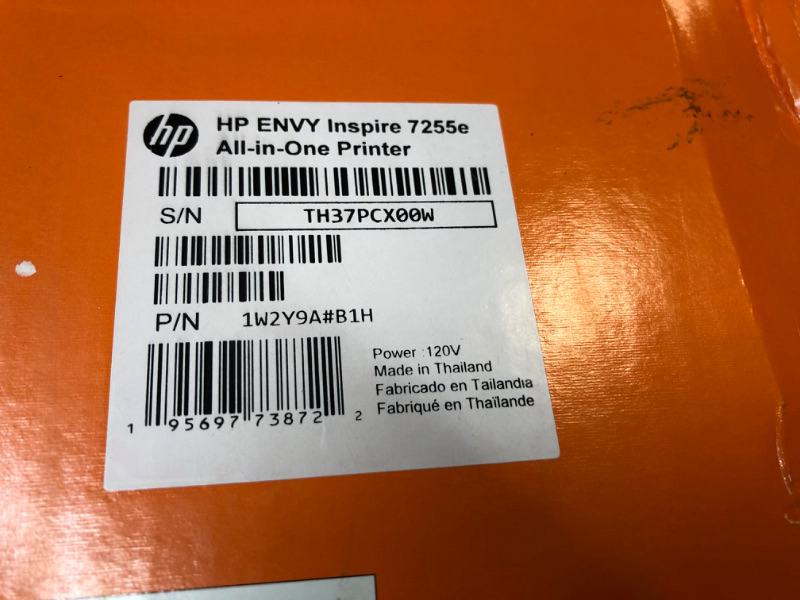 hp
HP ENVY Inspire 7255e
All-in-One Printer
S/N TH37PCX00W
P/N 1W2Y9A#B1H
Power : 120V
Made in Thailand
Fabricado en Tailandia
Fabriqué en Thaïlande
1 95697 73872 2